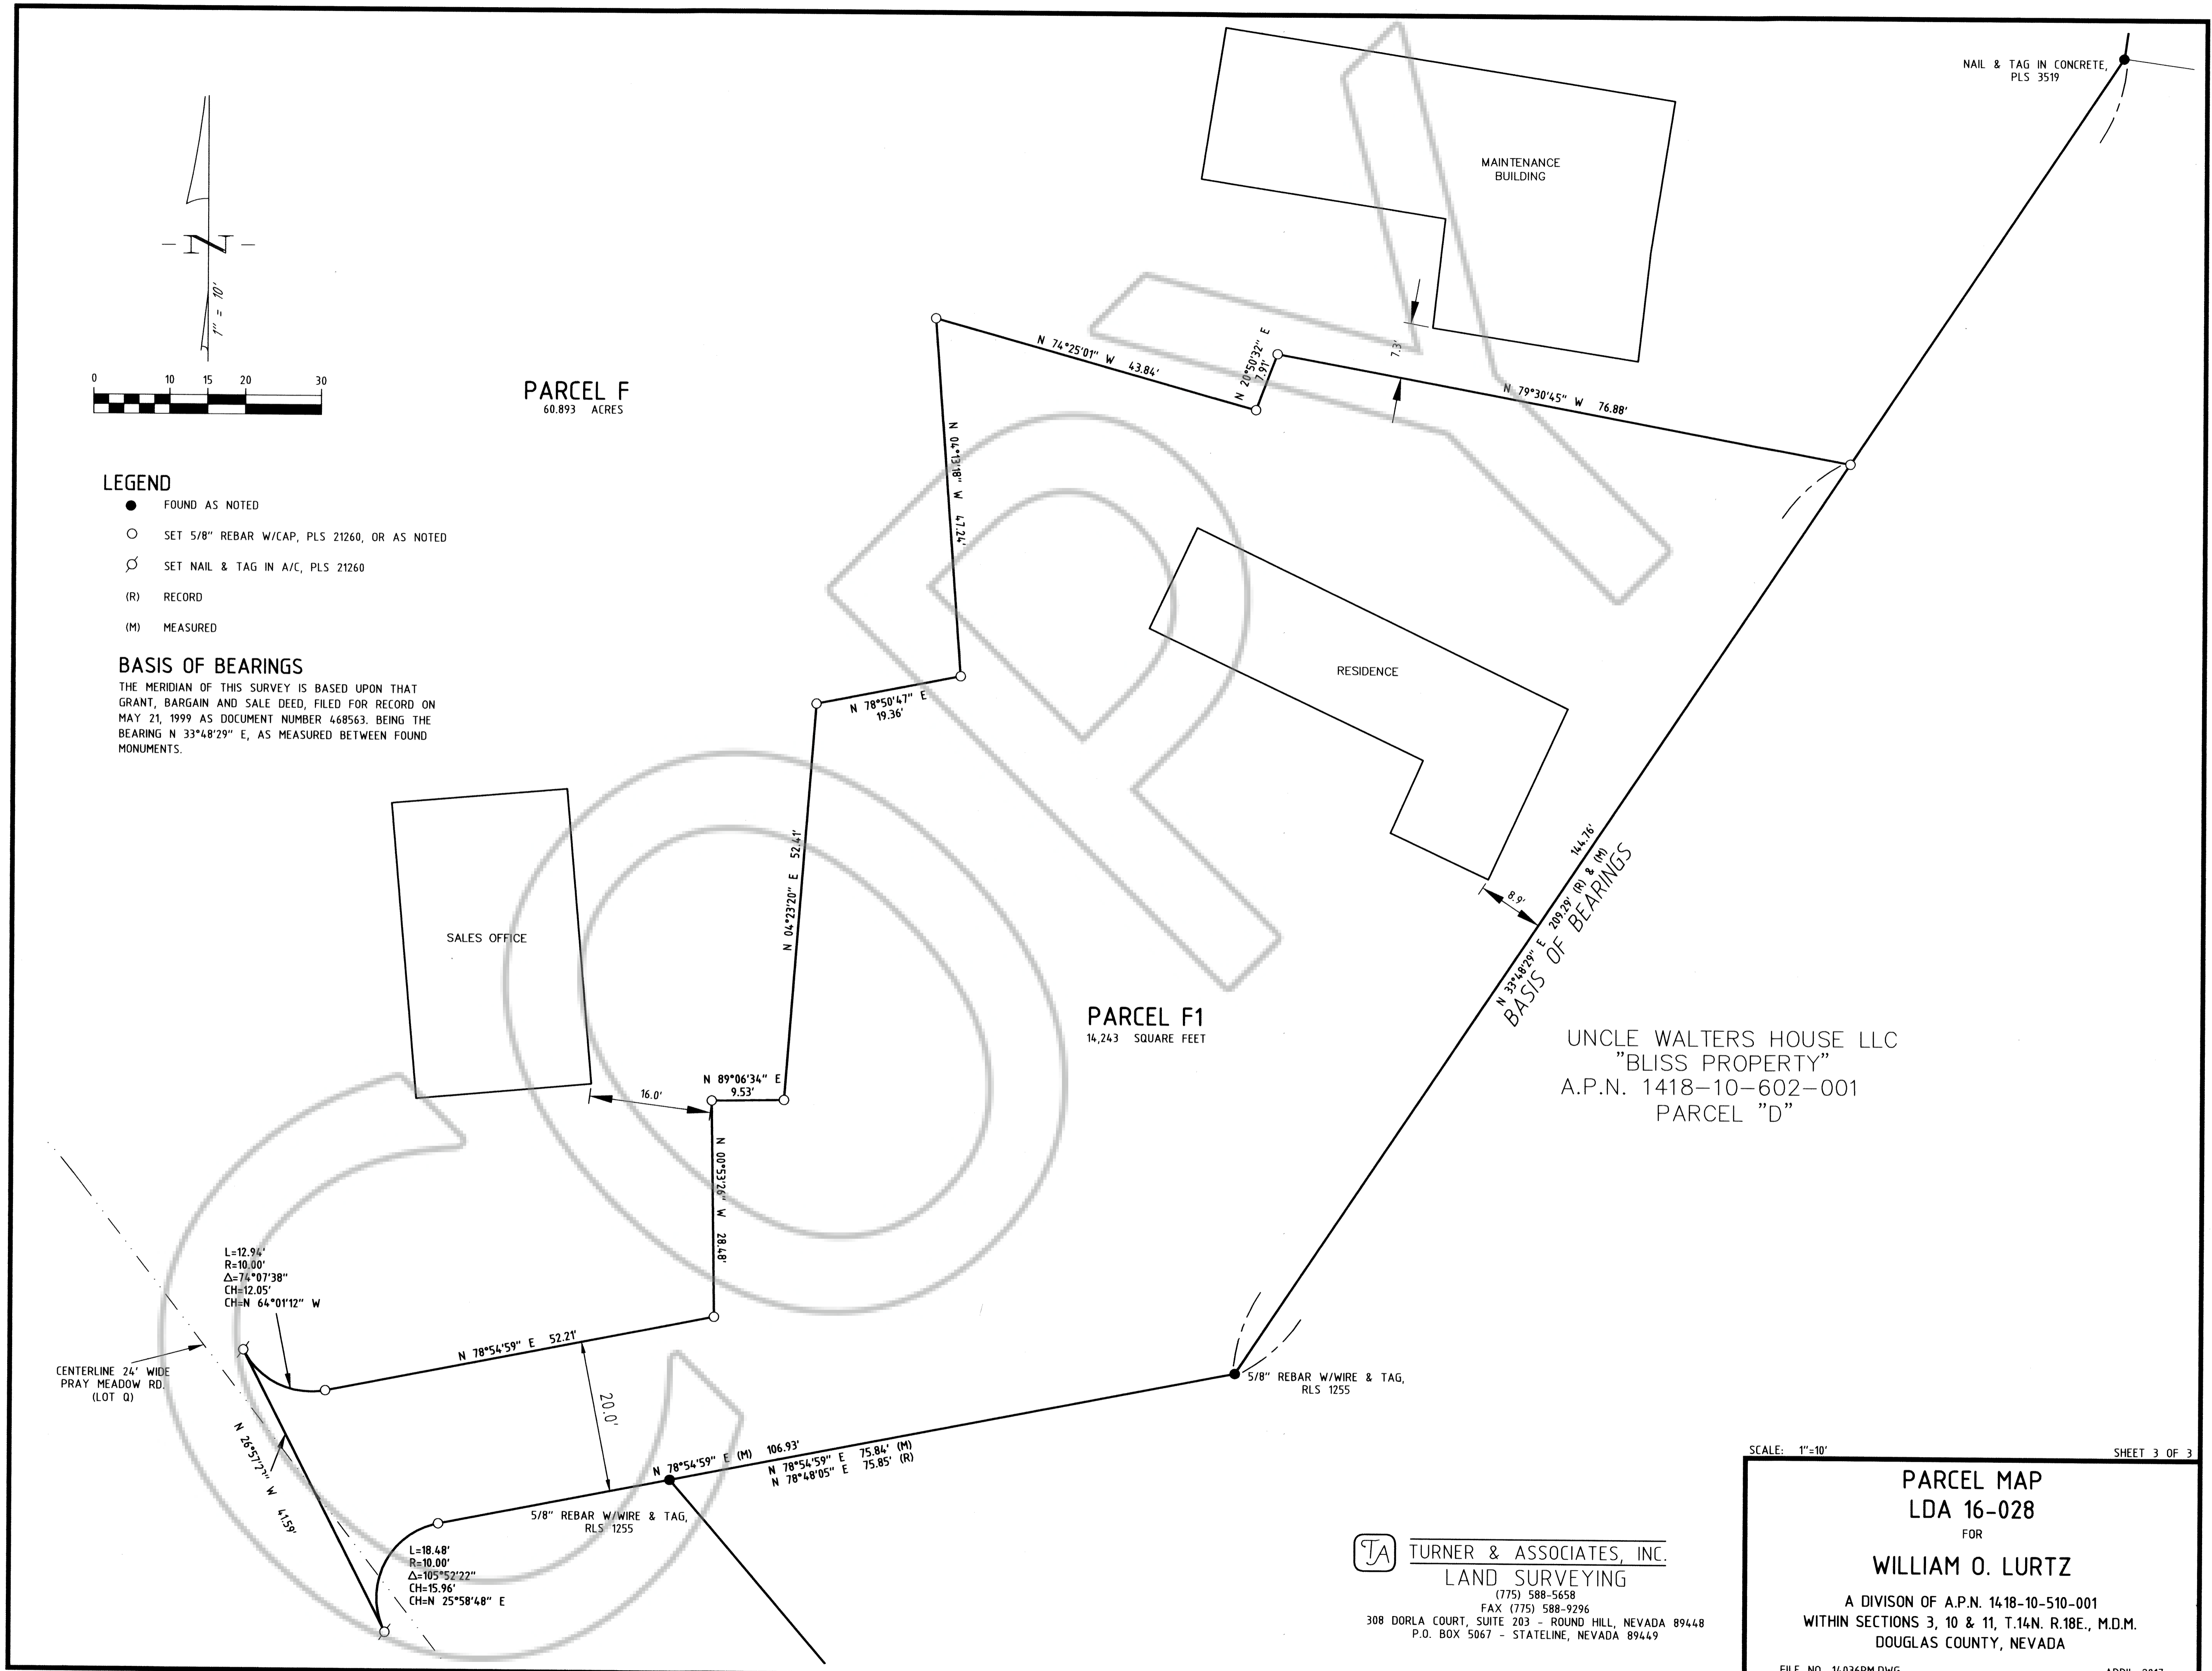 NAIL & TAG IN CONCRETE,
PLS 3519
MAINTENANCE
BUILDING
N
1" = 10'
0 10 15 20 30
PARCEL F
60.893 ACRES
N 74°25'01" W 43.84'
N 20°50'32" E
7.91'
7.3'
N 79°30'45" W 76.88'
N 04°13'18" W 47.24'
LEGEND
FOUND AS NOTED
SET 5/8" REBAR W/CAP, PLS 21260, OR AS NOTED
SET NAIL & TAG IN A/C, PLS 21260
(R) RECORD
(M) MEASURED
BASIS OF BEARINGS
THE MERIDIAN OF THIS SURVEY IS BASED UPON THAT
GRANT, BARGAIN AND SALE DEED, FILED FOR RECORD ON
MAY 21, 1999 AS DOCUMENT NUMBER 468563. BEING THE
BEARING N 33°48'29" E, AS MEASURED BETWEEN FOUND
MONUMENTS.
RESIDENCE
N 78°50'47" E
19.36'
N 04°23'20" E 52.41'
SALES OFFICE
144.76'
N 33°48'29" E 209.29' (R) & (M)
BASIS OF BEARINGS
8.9'
PARCEL F1
14,243 SQUARE FEET
UNCLE WALTERS HOUSE LLC
"BLISS PROPERTY"
A.P.N. 1418-10-602-001
PARCEL "D"
N 89°06'34" E
9.53'
16.0'
N 00°53'26" W 28.48'
L=12.94'
R=10.00'
Δ=74°07'38"
CH=12.05'
CH=N 64°01'12" W
N 78°54'59" E 52.21'
CENTERLINE 24' WIDE
PRAY MEADOW RD.
(LOT Q)
20.0'
5/8" REBAR W/WIRE & TAG,
RLS 1255
W 41.59'
N 78°54'59" E (M) 106.93'
N 78°54'59" E 75.84' (M)
N 78°48'05" E 75.85' (R)
5/8" REBAR W/WIRE & TAG,
RLS 1255
L=18.48'
R=10.00'
Δ=105°52'22"
CH=15.96'
CH=N 25°58'48" E
TA TURNER & ASSOCIATES, INC.
LAND SURVEYING
(775) 588-5658
FAX (775) 588-9296
308 DORLA COURT, SUITE 203 - ROUND HILL, NEVADA 89448
P.O. BOX 5067 - STATELINE, NEVADA 89449
SCALE: 1"=10' SHEET 3 OF 3
PARCEL MAP
LDA 16-028
FOR
WILLIAM O. LURTZ
A DIVISON OF A.P.N. 1418-10-510-001
WITHIN SECTIONS 3, 10 & 11, T.14N. R.18E., M.D.M.
DOUGLAS COUNTY, NEVADA
COPY